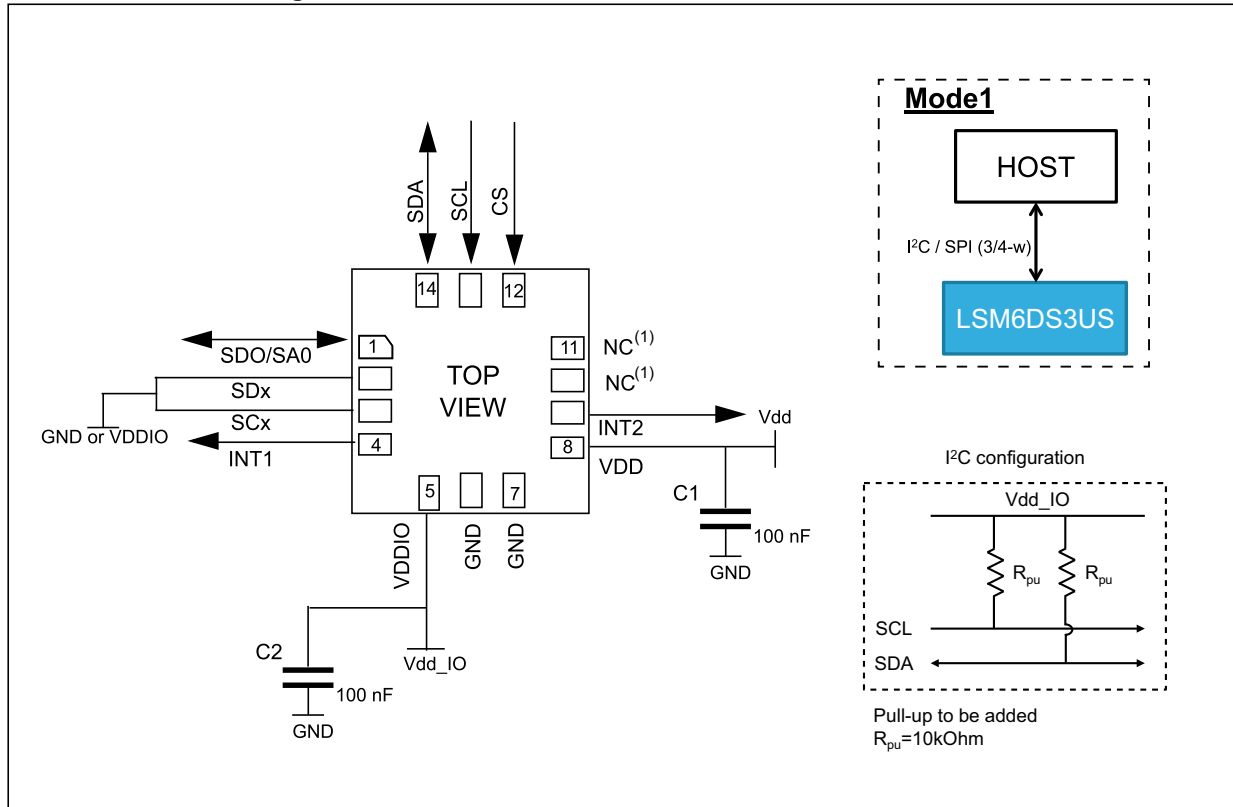 SDA
SCL
CS
14
12
1
SDO/SA0
SDx
SCx
GND or VDDIO
4
INT1
TOP
VIEW
11
NC(1)
NC(1)
INT2
8
VDD
Vdd
5
7
VDDIO
GND
GND
C1
100 nF
GND
C2
100 nF
GND
Vdd_IO
Mode1
HOST
I²C / SPI (3/4-w)
LSM6DS3US
I²C configuration
Vdd_IO
Rpu
Rpu
SCL
SDA
Pull-up to be added
Rpu=10kOhm